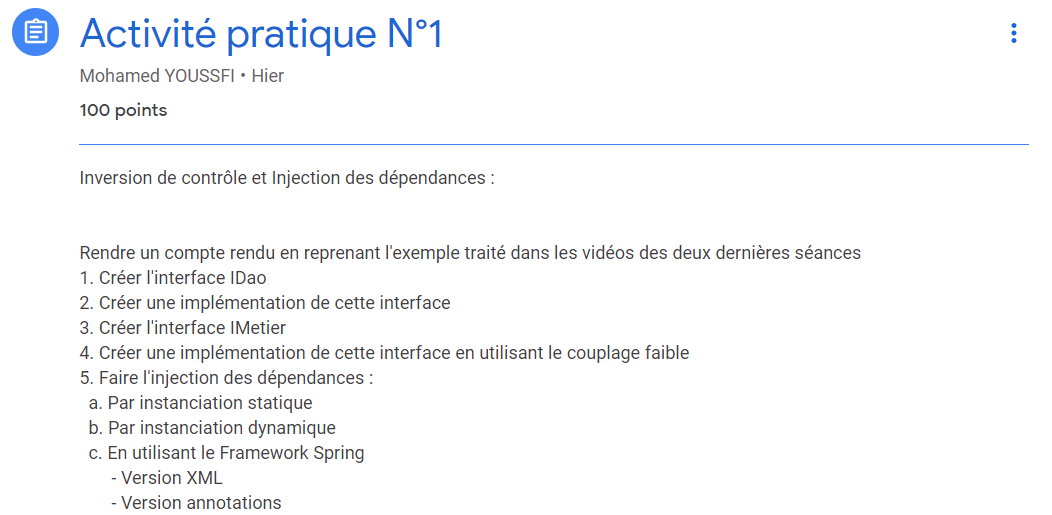 Activité pratique N°1
Mohamed YOUSSFI • Hier
100 points
Inversion de contrôle et Injection des dépendances :
Rendre un compte rendu en reprenant l'exemple traité dans les vidéos des deux dernières séances
1. Créer l'interface IDao
2. Créer une implémentation de cette interface
3. Créer l'interface IMetier
4. Créer une implémentation de cette interface en utilisant le couplage faible
5. Faire l'injection des dépendances :
a. Par instanciation statique
b. Par instanciation dynamique
c. En utilisant le Framework Spring
- Version XML
- Version annotations